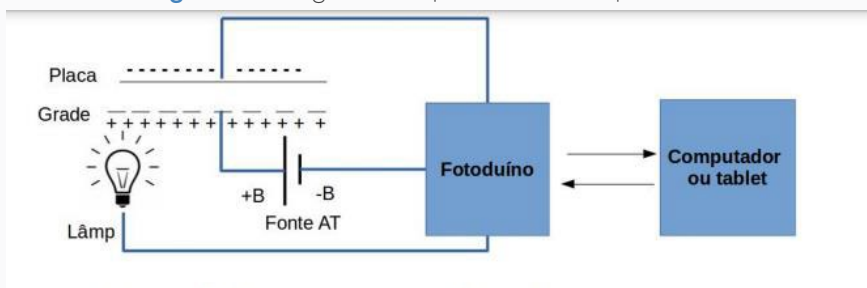 Placa
Grade
+ + + + + + + + + + + + +
Fotoduíno
Computador
ou tablet
+B
-B
Fonte AT
Lâmp